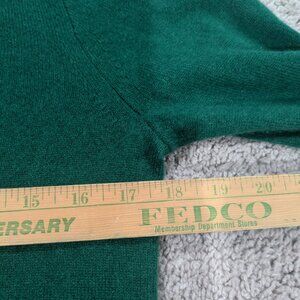 15 16 17 18 19 20
ERSARY FEDCO
Membership Department Stores